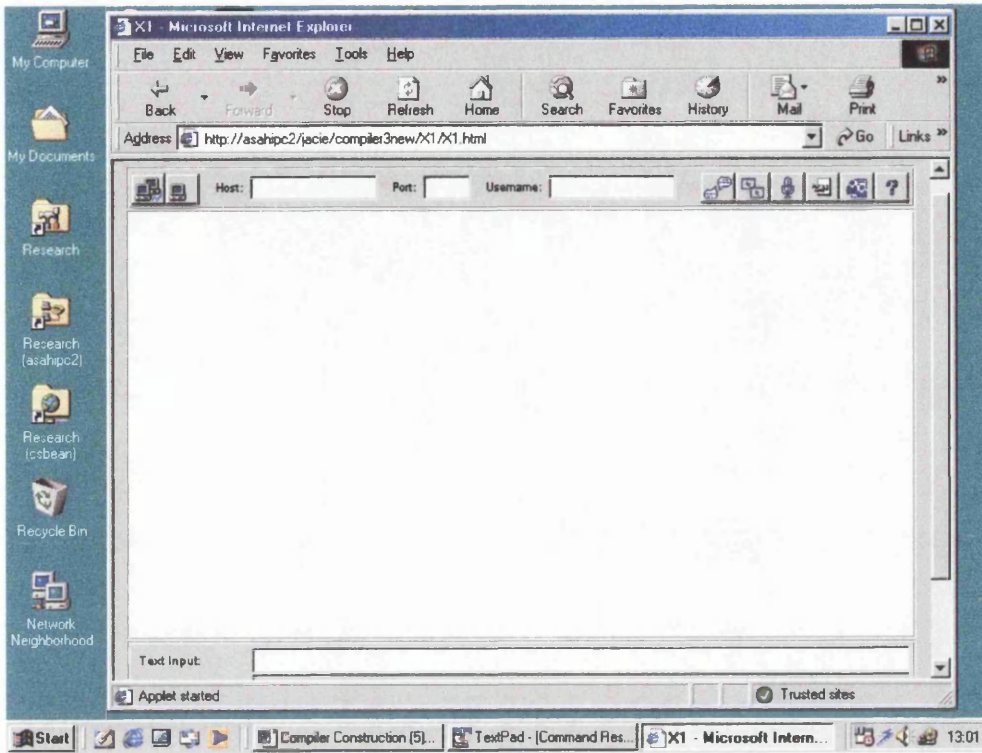 My Computer
My Documents
Research
Research
(asahipc2)
Research
(csbean)
Recycle Bin
Network
Neighborhood
X1 - Microsoft Internet Explorer
File Edit View Favorites Tools Help
Back Forward Stop Refresh Home Search Favorites History Mail Print »
Address http://asahipc2/jacie/compiler3new/X1/X1.html Go Links »
Host: Port: Username: ?
Text Input:
Applet started Trusted sites
Start Compiler Construction (5)... TextPad - [Command Res... X1 - Microsoft Intern... 13:01